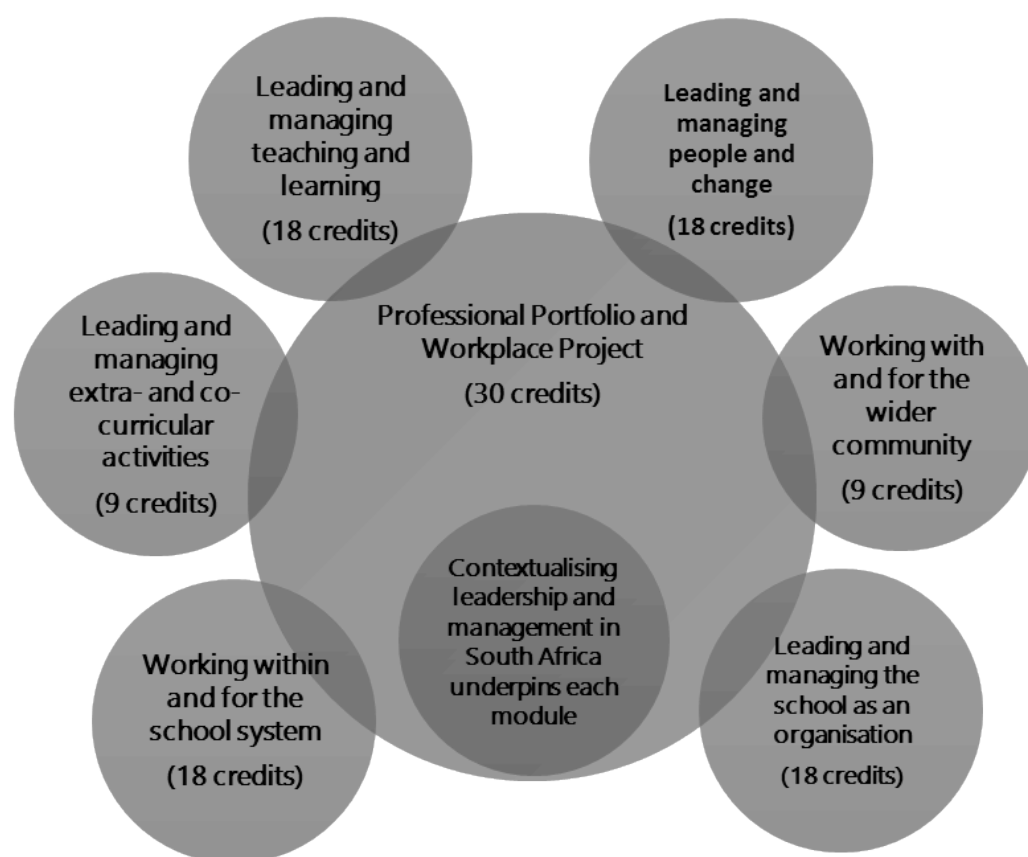 Leading and
managing
teaching and
learning
(18 credits)
Leading and
managing
people and
change
(18 credits)
Professional Portfolio and
Workplace Project
(30 credits)
Leading and
managing
extra- and co-
curricular
activities
(9 credits)
Working with
and for the
wider
community
(9 credits)
Contextualising
leadership and
management in
South Africa
underpins each
module
Working within
and for the
school system
(18 credits)
Leading and
managing the
school as an
organisation
(18 credits)